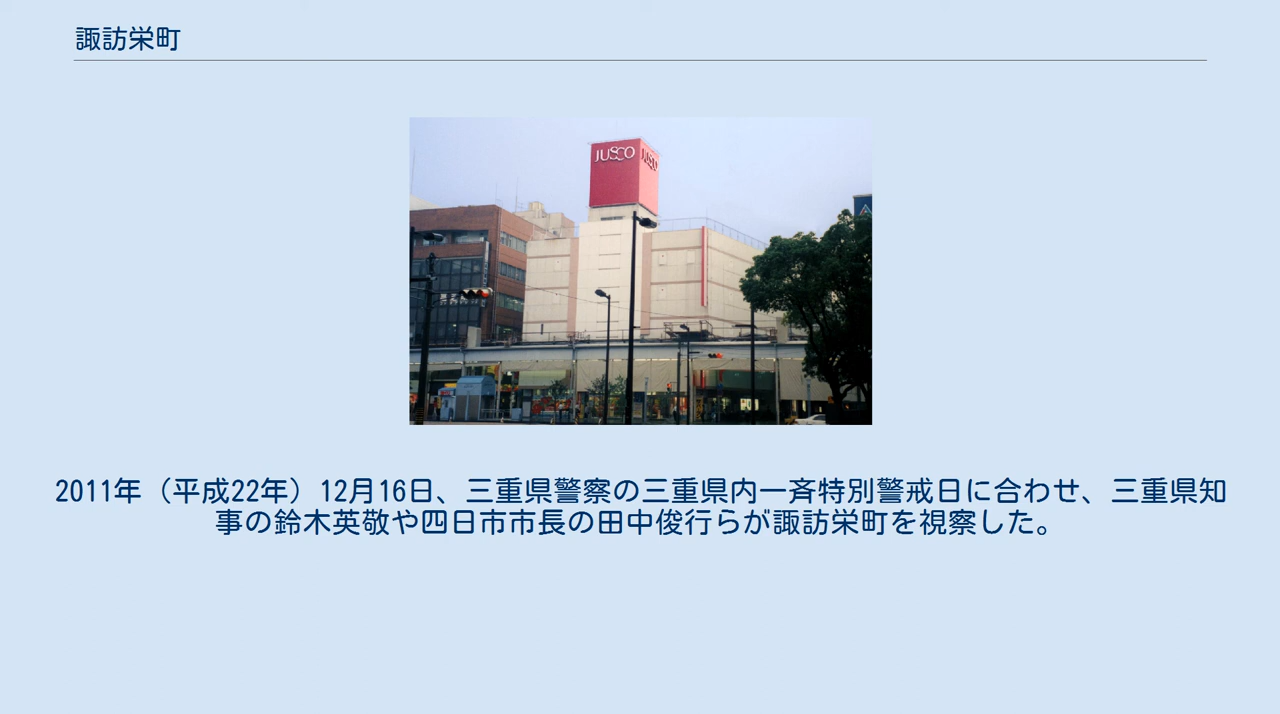 諏訪栄町
JUSCO
JUSCO
2011年（平成22年）12月16日、三重県警察の三重県内一斉特別警戒日に合わせ、三重県知
事の鈴木英敬や四日市市長の田中俊行らが諏訪栄町を視察した。